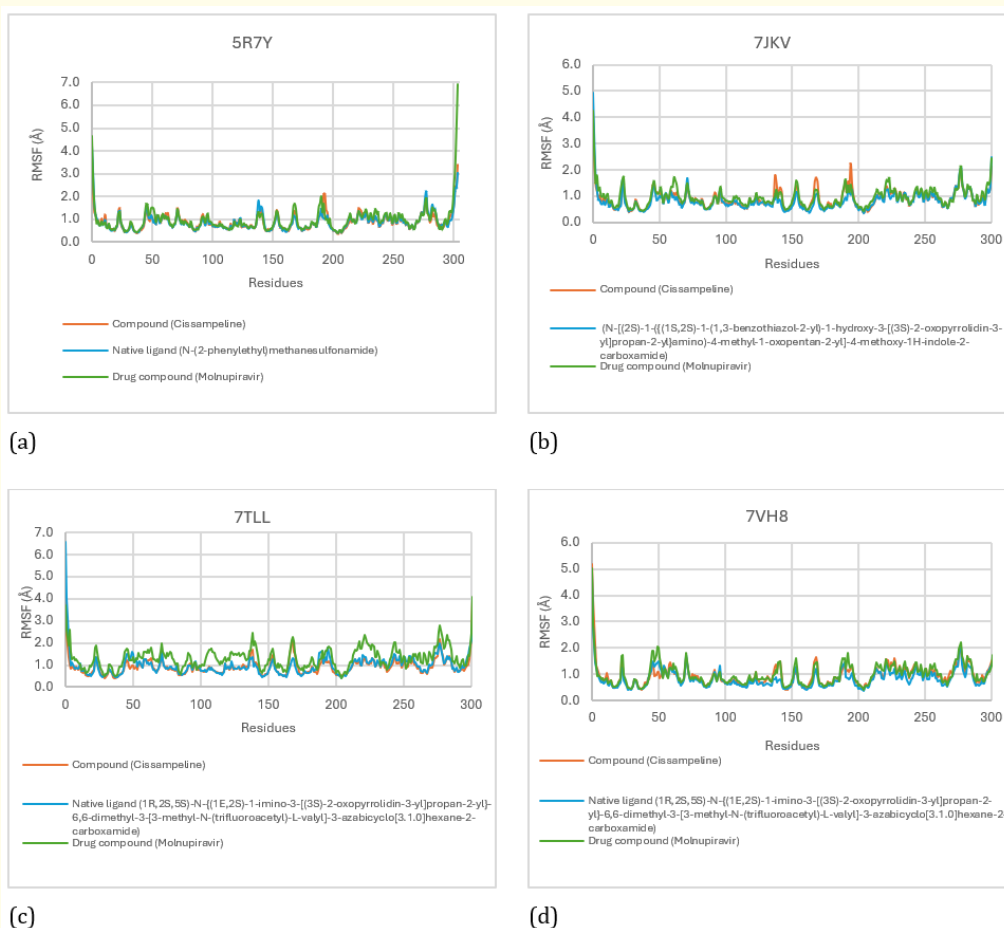 5R7Y
7.0
6.0
5.0
4.0
3.0
2.0
1.0
0.0
RMSF (Å)
0 50 100 150 200 250 300
Residues
Compound (Cissampeline)
Native ligand (N-(2-phenylethyl)methanesulfonamide)
Drug compound (Molnupiravir)
(a)
7JKV
6.0
5.0
4.0
3.0
2.0
1.0
0.0
RMSF (Å)
0 50 100 150 200 250 300
Residues
Compound (Cissampeline)
(N-[(2S)-1-({(1S,2S)-1-(1,3-benzothiazol-2-yl)-1-hydroxy-3-[(3S)-2-oxopyrrolidin-3-
yl]propan-2-yl}amino)-4-methyl-1-oxopentan-2-yl]-4-methoxy-1H-indole-2-
carboxamide)
Drug compound (Molnupiravir)
(b)
7TLL
7.0
6.0
5.0
4.0
3.0
2.0
1.0
0.0
RMSF (Å)
0 50 100 150 200 250 300
Residues
Compound (Cissampeline)
Native ligand (1R,2S,5S)-N-{(1E,2S)-1-imino-3-[(3S)-2-oxopyrrolidin-3-yl]propan-2-yl}-
6,6-dimethyl-3-[3-methyl-N-(trifluoroacetyl)-L-valyl]-3-azabicyclo[3.1.0]hexane-2-
carboxamide)
Drug compound (Molnupiravir)
(c)
7VH8
6.0
5.0
4.0
3.0
2.0
1.0
0.0
RMSF (Å)
0 50 100 150 200 250 300
Residues
Compound (Cissampeline)
Native ligand (1R,2S,5S)-N-{(1E,2S)-1-imino-3-[(3S)-2-oxopyrrolidin-3-yl]propan-2-
yl}-6,6-dimethyl-3-[3-methyl-N-(trifluoroacetyl)-L-valyl]-3-azabicyclo[3.1.0]hexane-2-
carboxamide)
Drug compound (Molnupiravir)
(d)